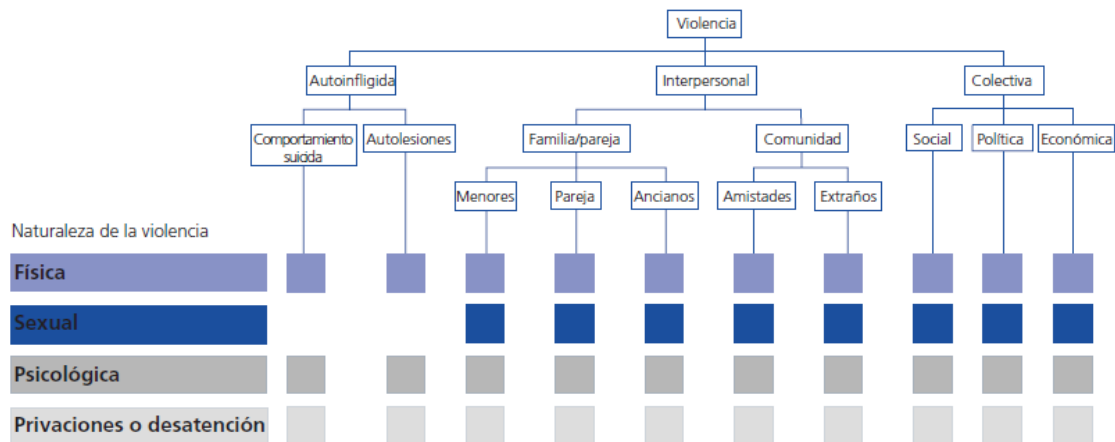 Violencia
Autoinfligida
Interpersonal
Colectiva
Comportamiento
suicida
Autolesiones
Familia/pareja
Comunidad
Social
Política
Económica
Menores
Pareja
Ancianos
Amistades
Extraños
Naturaleza de la violencia
Física
Sexual
Psicológica
Privaciones o desatención